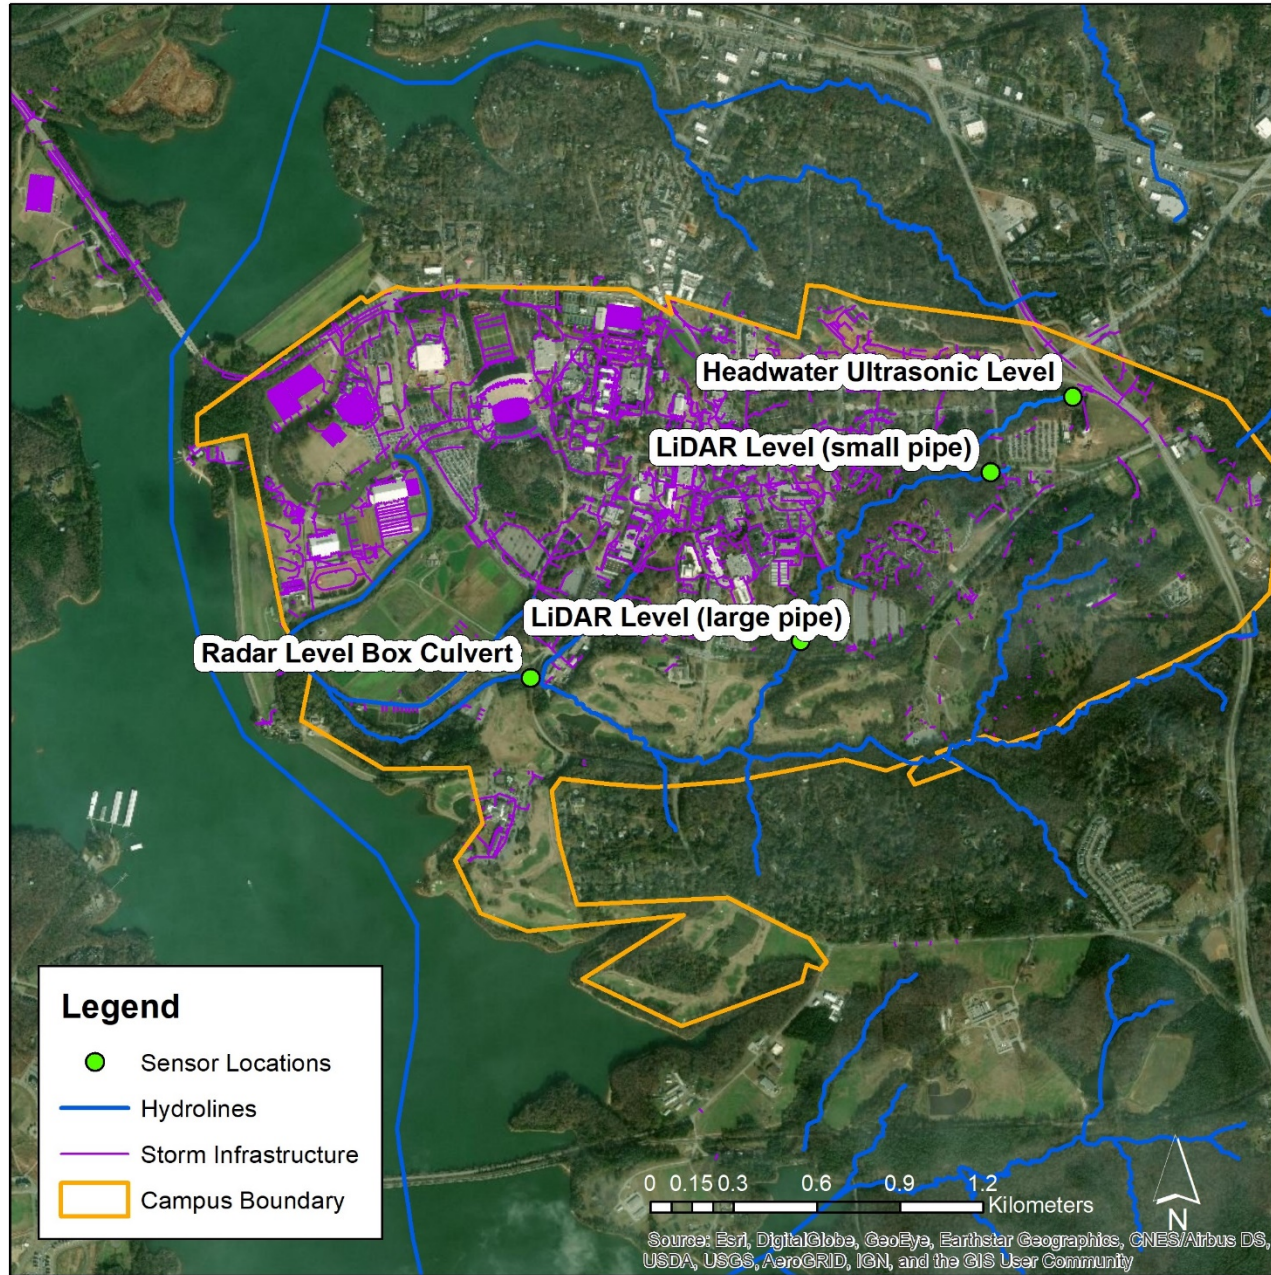 Headwater Ultrasonic Level
LiDAR Level (small pipe)
LiDAR Level (large pipe)
Radar Level Box Culvert
Legend
Sensor Locations
Hydrolines
Storm Infrastructure
Campus Boundary
0 0.15 0.3 0.6 0.9 1.2
Kilometers
N
Source: Esri, DigitalGlobe, GeoEye, Earthstar Geographics, CNES/Airbus DS,
USDA, USGS, AeroGRID, IGN, and the GIS User Community